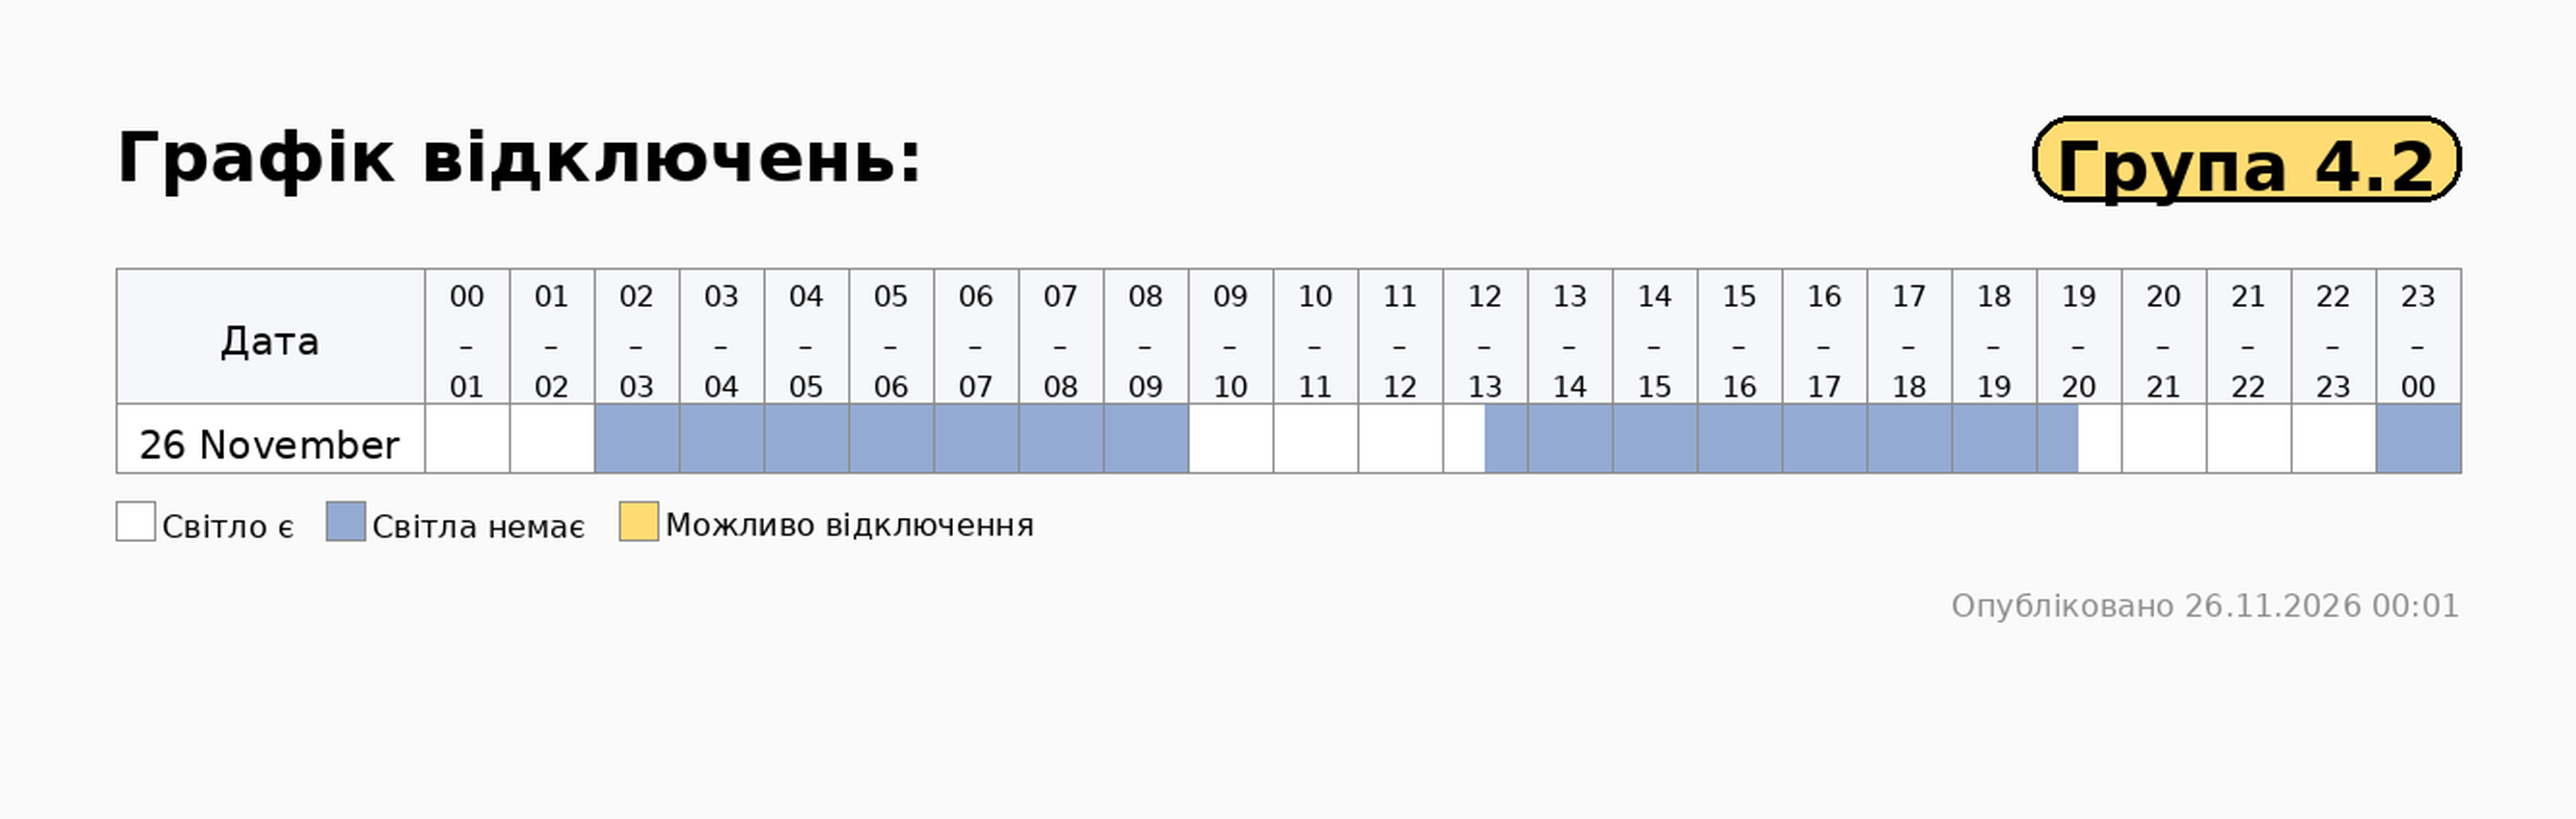 Графік відключень:
Група 4.2
Дата
00 – 01
01 – 02
02 – 03
03 – 04
04 – 05
05 – 06
06 – 07
07 – 08
08 – 09
09 – 10
10 – 11
11 – 12
12 – 13
13 – 14
14 – 15
15 – 16
16 – 17
17 – 18
18 – 19
19 – 20
20 – 21
21 – 22
22 – 23
23 – 00
26 November
Світло є
Світла немає
Можливо відключення
Опубліковано 26.11.2026 00:01